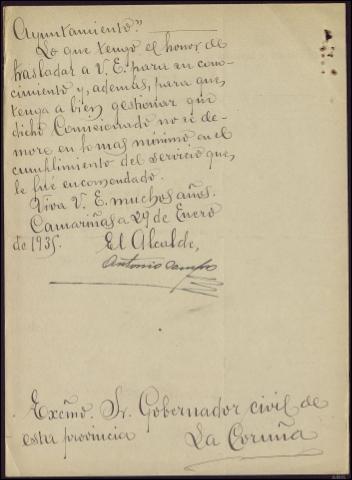 Ayuntamiento."
Lo que tengo el honor de
trasladar a V. E. para su cono-
cimiento y, además, para que,
tenga a bien gestionar que
dicho Comisionado no se de-
more en lo mas mínimo en el
cumplimiento del servicio que,
le fué encomendado.
Viva V. E. muchos años.
Camariñas a 29 de Enero
de 1935.
El Alcalde,
Antonio
Excmo. Sr. Gobernador civil de
esta provincia
La Coruña